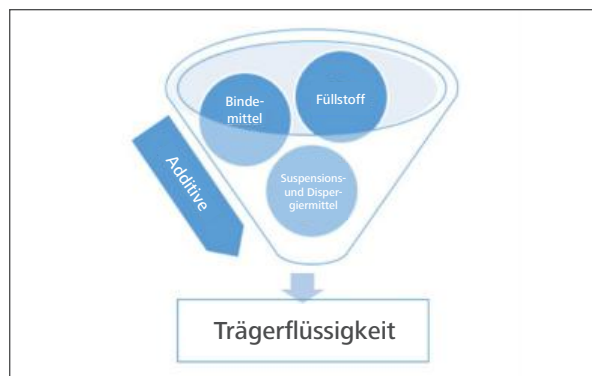 Binde-
mittel
Füllstoff
Suspensions-
und Disper-
giermittel
Additive
Trägerflüssigkeit